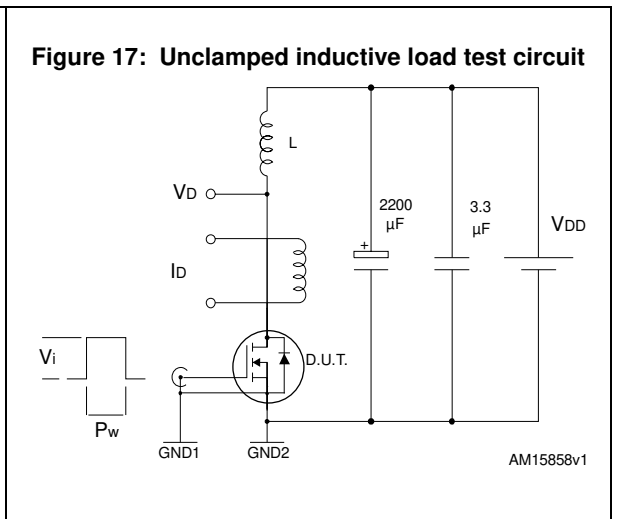 Figure 17: Unclamped inductive load test circuit
L
VD
2200
µF
3.3
µF
VDD
+
ID
Vi
D.U.T.
Pw
GND1
GND2
AM15858v1